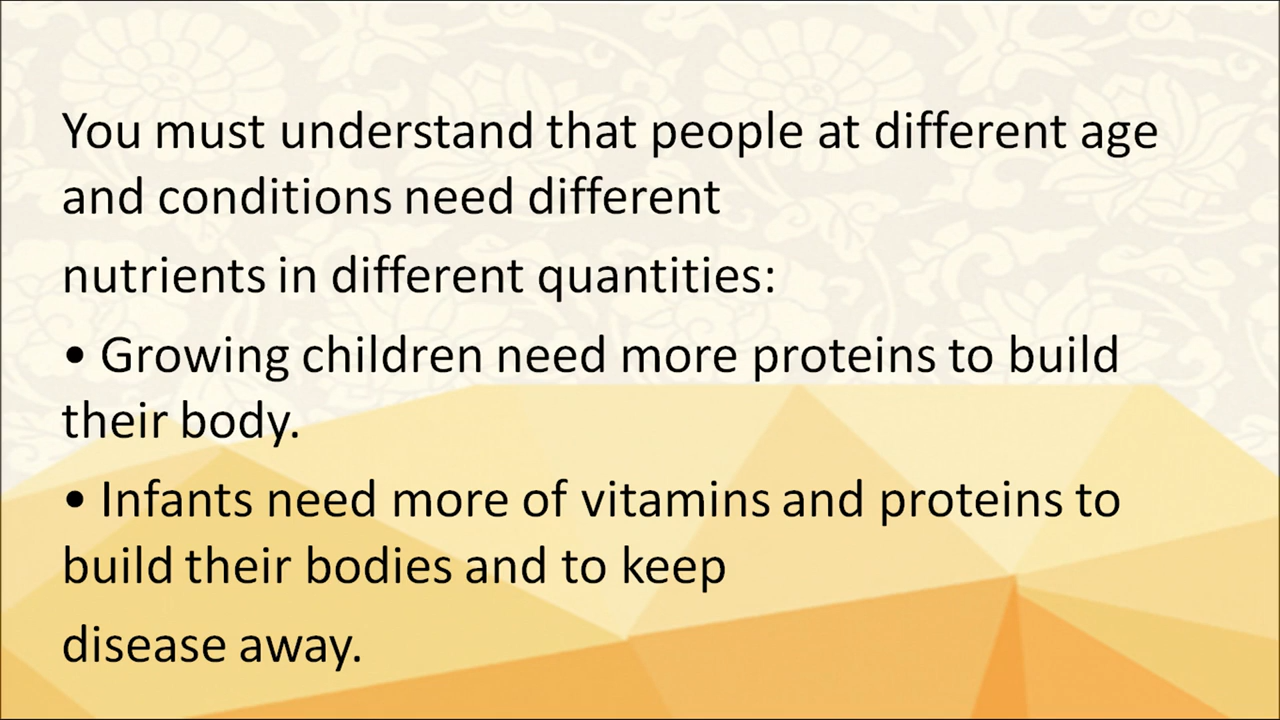 You must understand that people at different age
and conditions need different
nutrients in different quantities:
• Growing children need more proteins to build
their body.
• Infants need more of vitamins and proteins to
build their bodies and to keep
disease away.